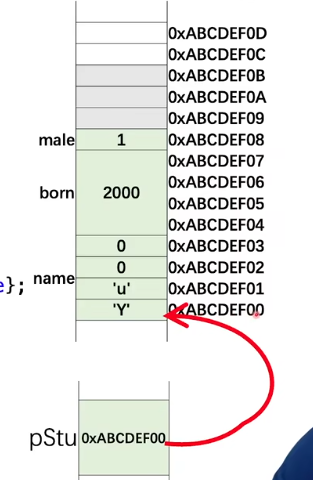 0xABCDEF0D
0xABCDEF0C
0xABCDEF0B
0xABCDEF0A
0xABCDEF09
male 1 0xABCDEF08
0xABCDEF07
0xABCDEF06
born 2000
0xABCDEF05
0xABCDEF04
0 0xABCDEF03
0 0xABCDEF02
e}; name
'u' 0xABCDEF01
'Y' 0xABCDEF00
pStu 0xABCDEF00